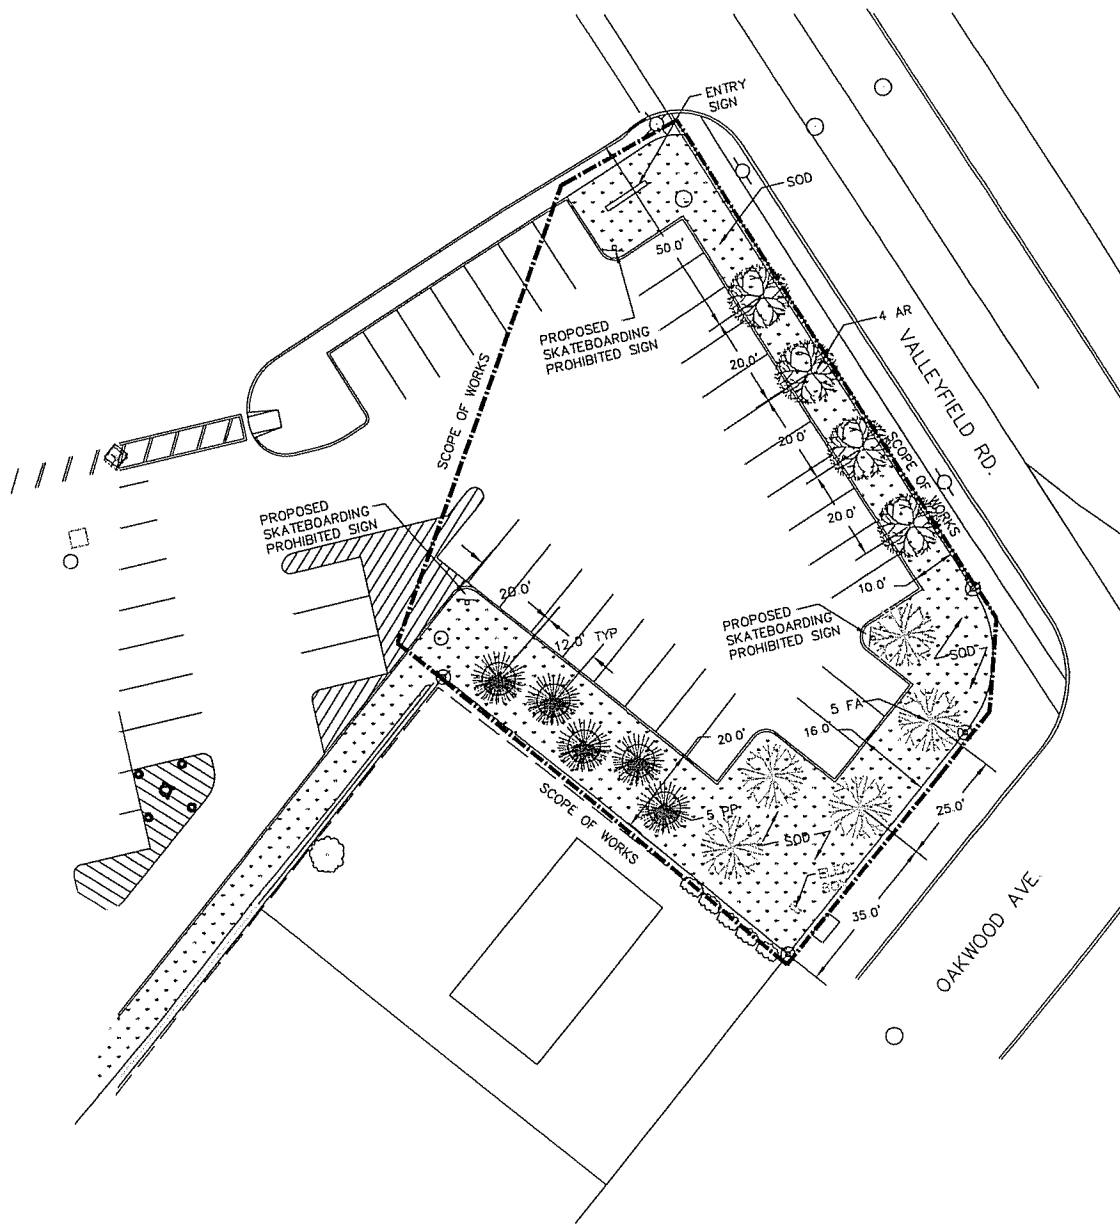 ENTRY
SIGN
SOD
50.0'
4 AR
VALLEYFIELD RD.
PROPOSED
SKATEBOARDING
PROHIBITED SIGN
20.0'
SCOPE OF WORKS
20.0'
SCOPE OF WORKS
PROPOSED
SKATEBOARDING
PROHIBITED SIGN
20.0'
10.0'
20.0'
PROPOSED
SKATEBOARDING
PROHIBITED SIGN
12.0' TYP
SOD
5 FA
16.0'
20.0'
SCOPE OF WORKS
5 PP
25.0'
SOD
35.0'
OAKWOOD AVE.